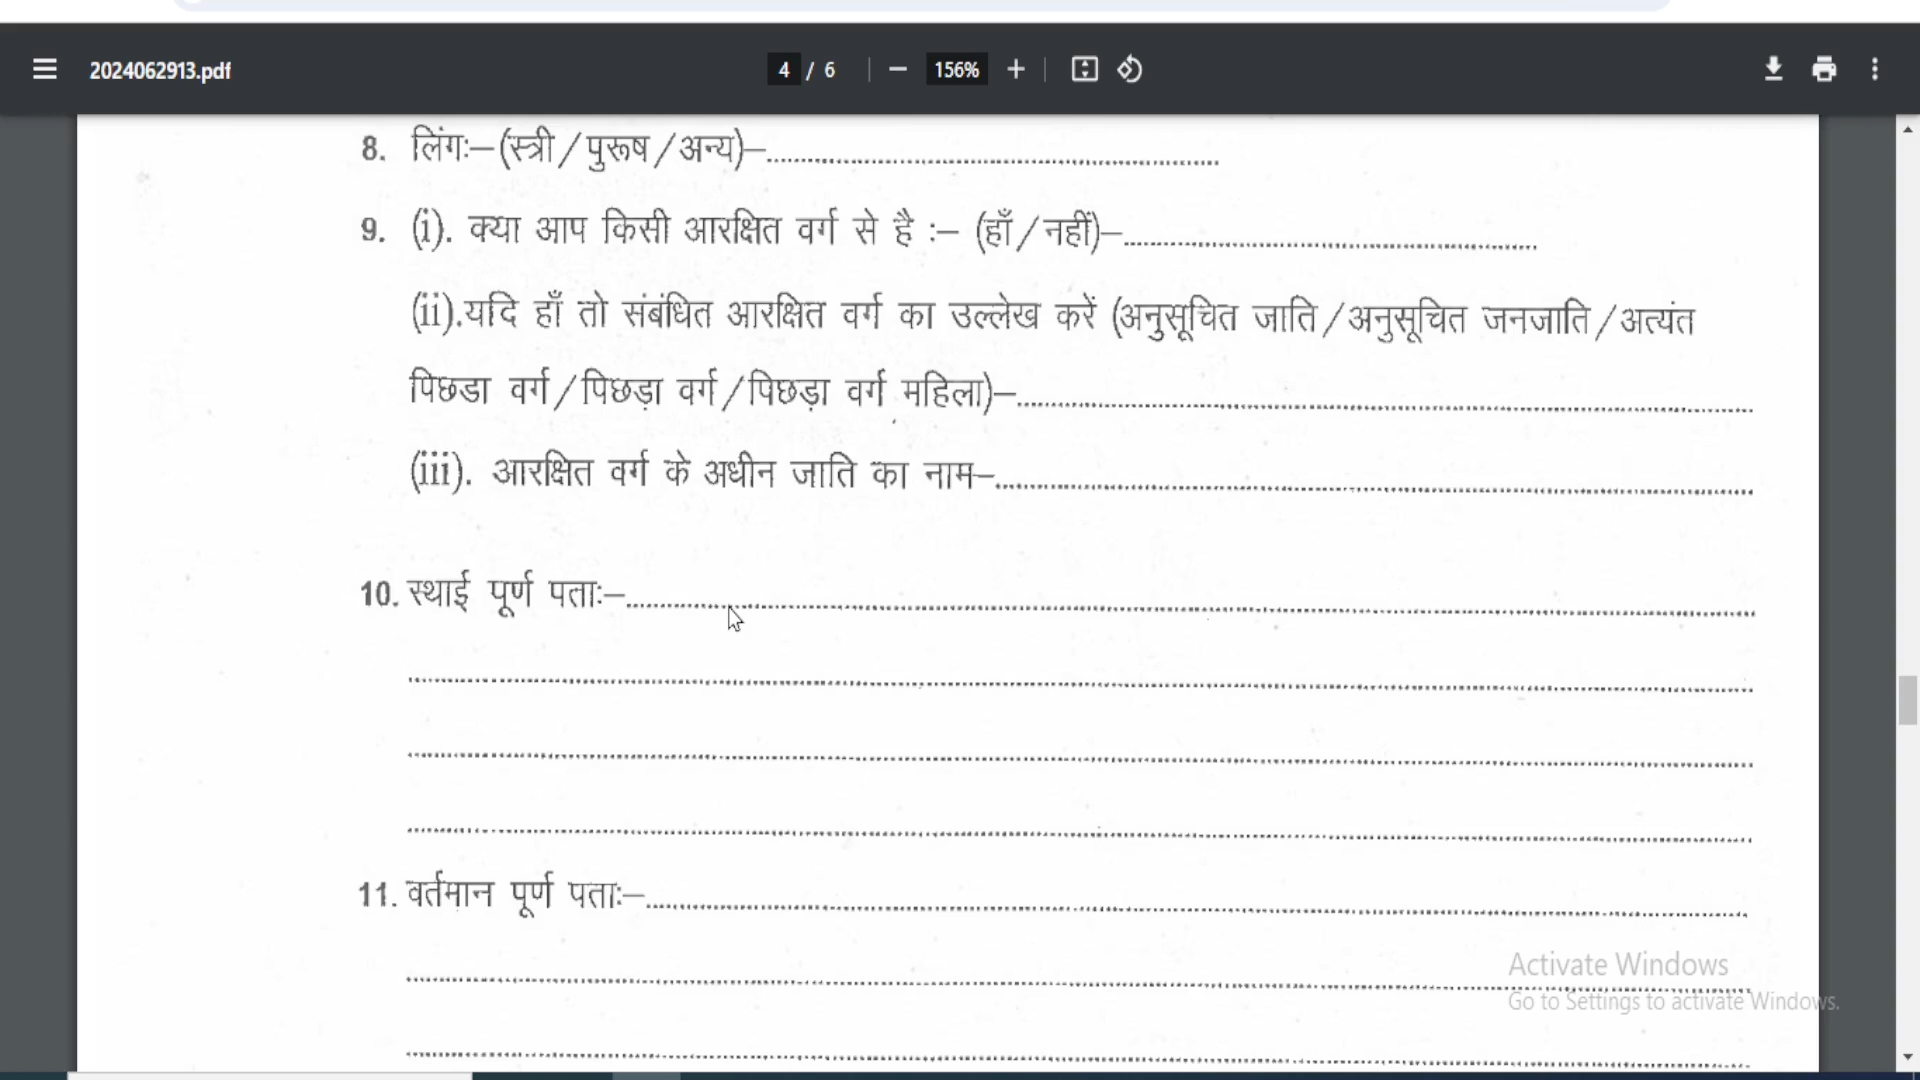 2024062913.pdf
4 / 6
156%
8. लिंगः–(स्त्री/पुरूष/अन्य)–
9. (i). क्या आप किसी आरक्षित वर्ग से है :– (हाँ/नहीं)–
(ii).यदि हाँ तो संबंधित आरक्षित वर्ग का उल्लेख करें (अनुसूचित जाति/अनुसूचित जनजाति/अत्यंत
पिछडा वर्ग/पिछड़ा वर्ग/पिछड़ा वर्ग महिला)–
(iii). आरक्षित वर्ग के अधीन जाति का नाम–
10. स्थाई पूर्ण पताः–
11. वर्तमान पूर्ण पताः–
Activate Windows
Go to Settings to activate Windows.